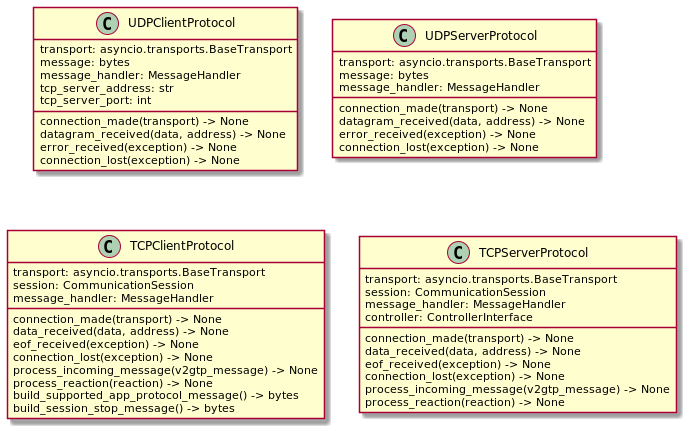 C UDPClientProtocol
transport: asyncio.transports.BaseTransport
message: bytes
message_handler: MessageHandler
tcp_server_address: str
tcp_server_port: int
connection_made(transport) -> None
datagram_received(data, address) -> None
error_received(exception) -> None
connection_lost(exception) -> None
C UDPServerProtocol
transport: asyncio.transports.BaseTransport
message: bytes
message_handler: MessageHandler
connection_made(transport) -> None
datagram_received(data, address) -> None
error_received(exception) -> None
connection_lost(exception) -> None
C TCPClientProtocol
transport: asyncio.transports.BaseTransport
session: CommunicationSession
message_handler: MessageHandler
connection_made(transport) -> None
data_received(data, address) -> None
eof_received(exception) -> None
connection_lost(exception) -> None
process_incoming_message(v2gtp_message) -> None
process_reaction(reaction) -> None
build_supported_app_protocol_message() -> bytes
build_session_stop_message() -> bytes
C TCPServerProtocol
transport: asyncio.transports.BaseTransport
session: CommunicationSession
message_handler: MessageHandler
controller: ControllerInterface
connection_made(transport) -> None
data_received(data, address) -> None
eof_received(exception) -> None
connection_lost(exception) -> None
process_incoming_message(v2gtp_message) -> None
process_reaction(reaction) -> None